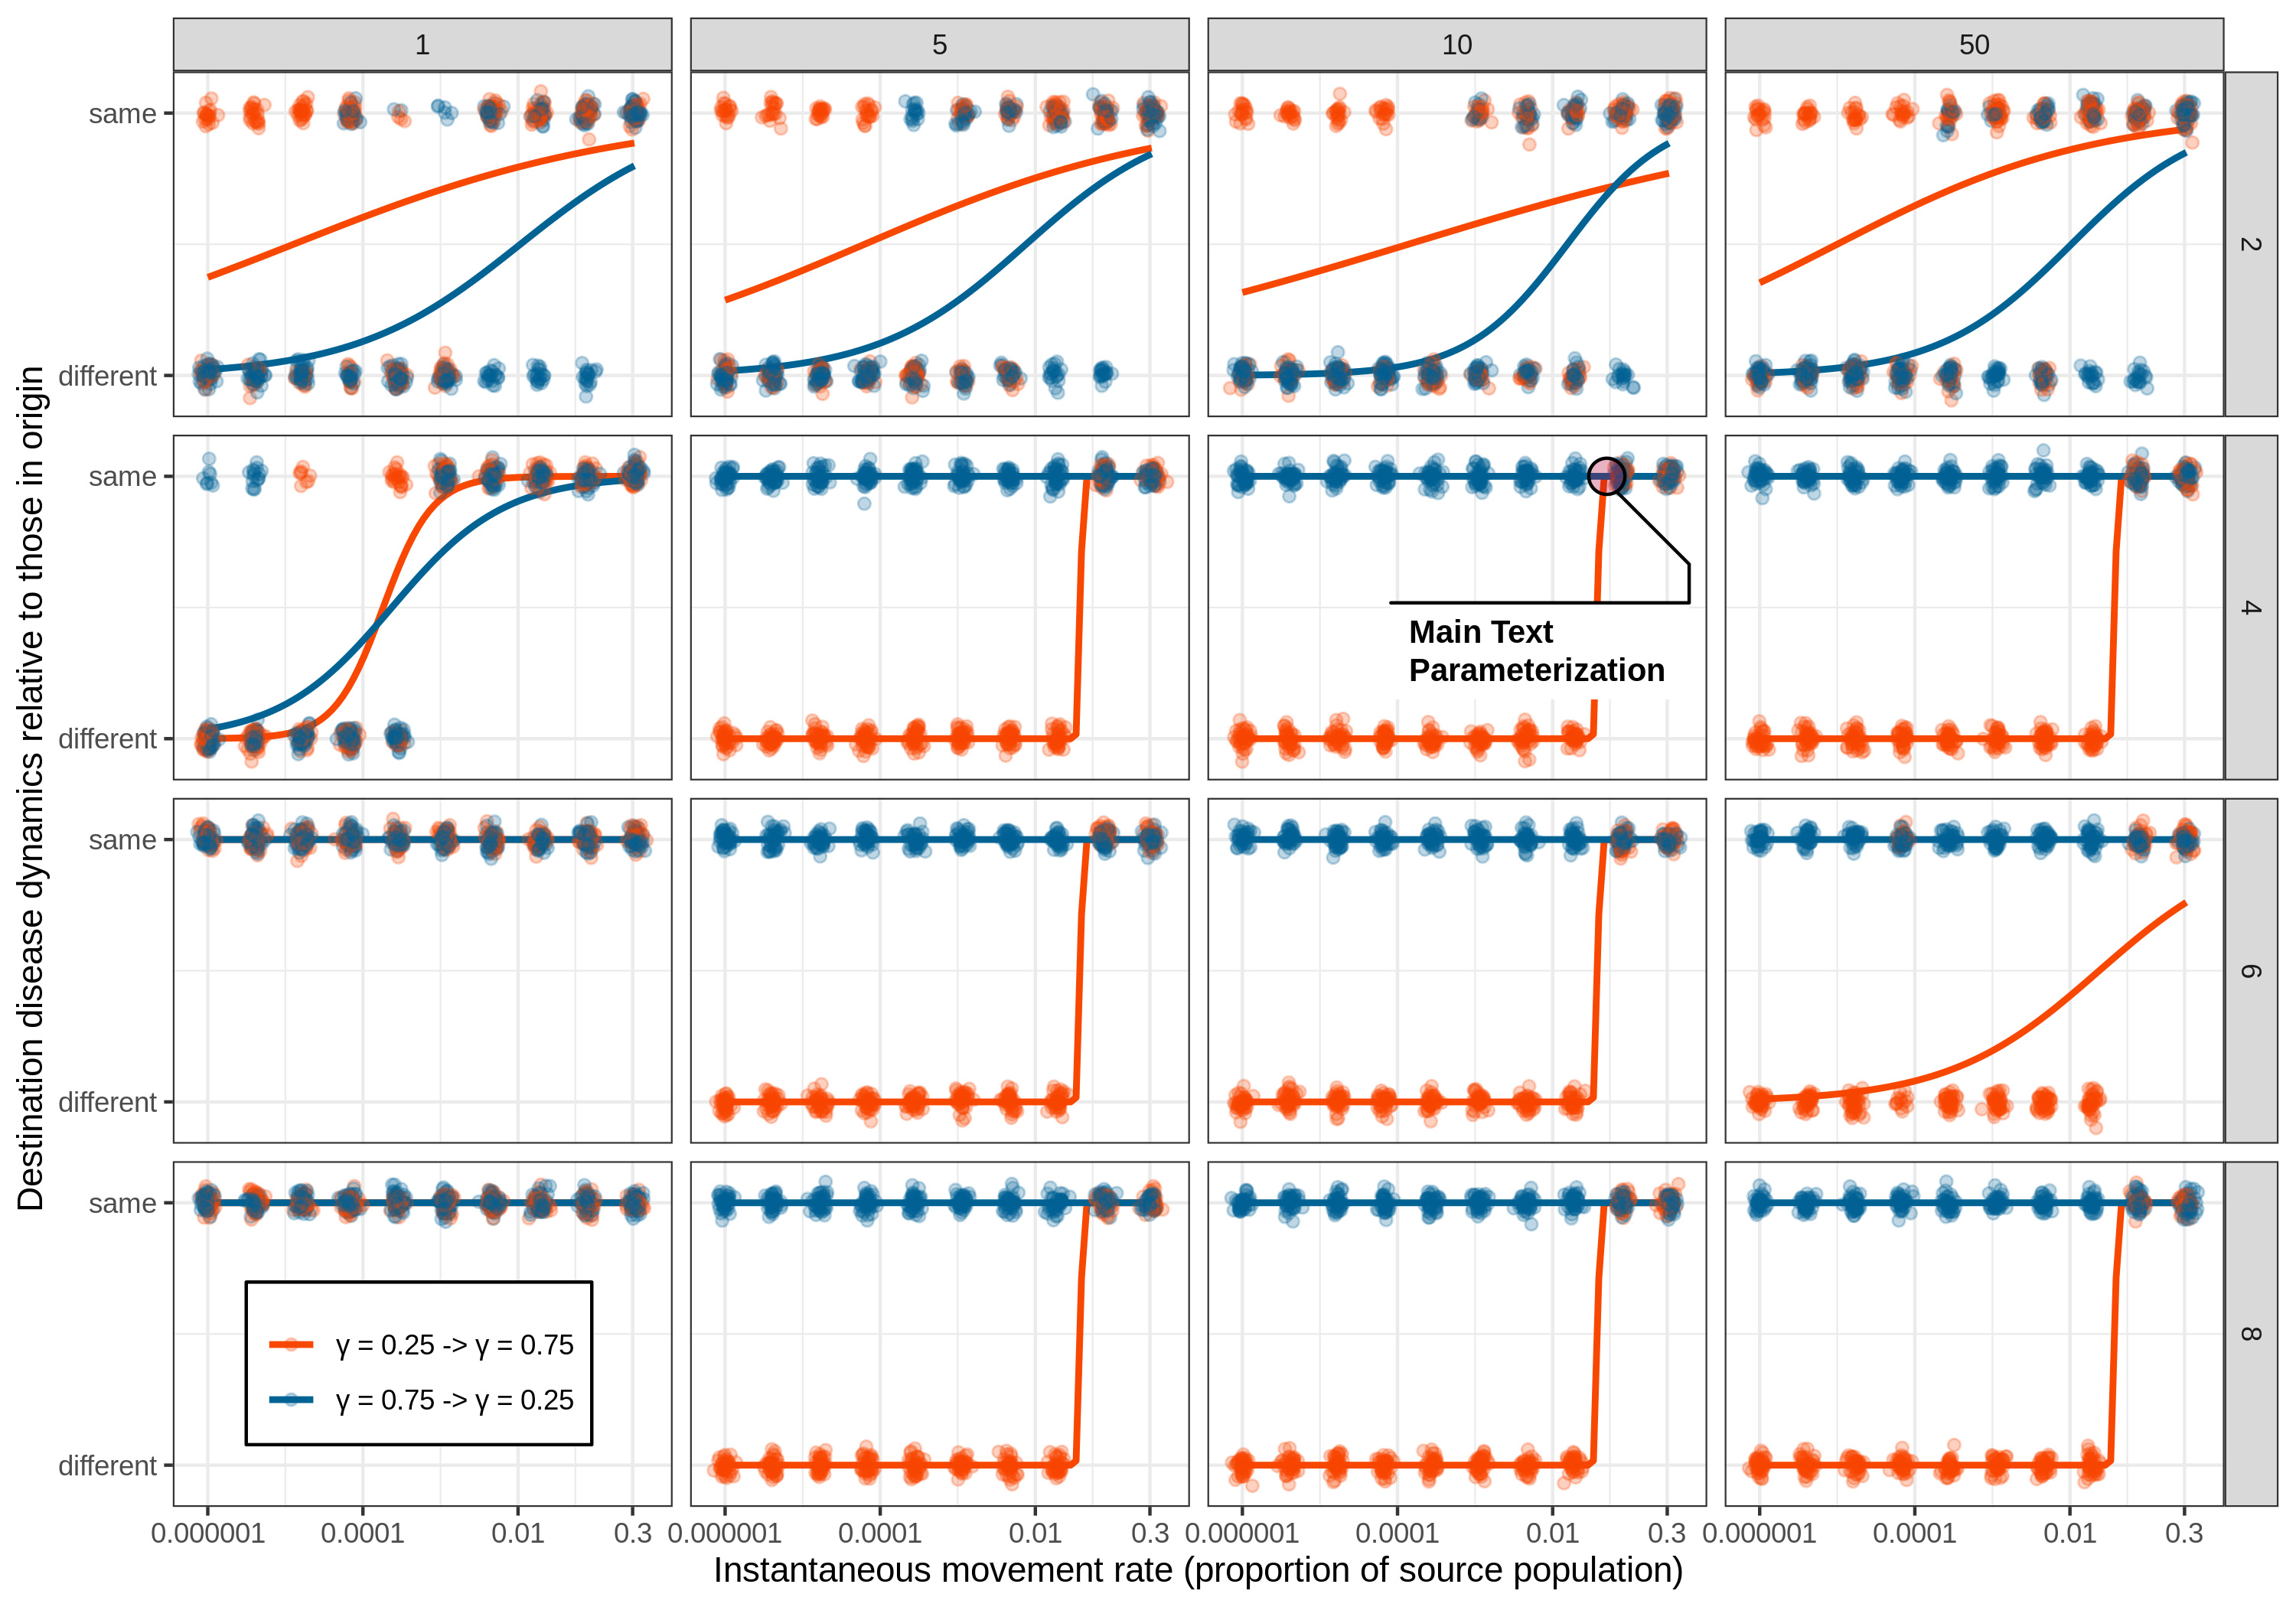 1
5
10
50
Destination disease dynamics relative to those in origin
same
different
2
same
different
4
Main Text
Parameterization
same
different
6
same
different
8
γ = 0.25 -> γ = 0.75
γ = 0.75 -> γ = 0.25
0.000001 0.0001 0.01 0.3 0.000001 0.0001 0.01 0.3 0.000001 0.0001 0.01 0.3 0.000001 0.0001 0.01 0.3
Instantaneous movement rate (proportion of source population)